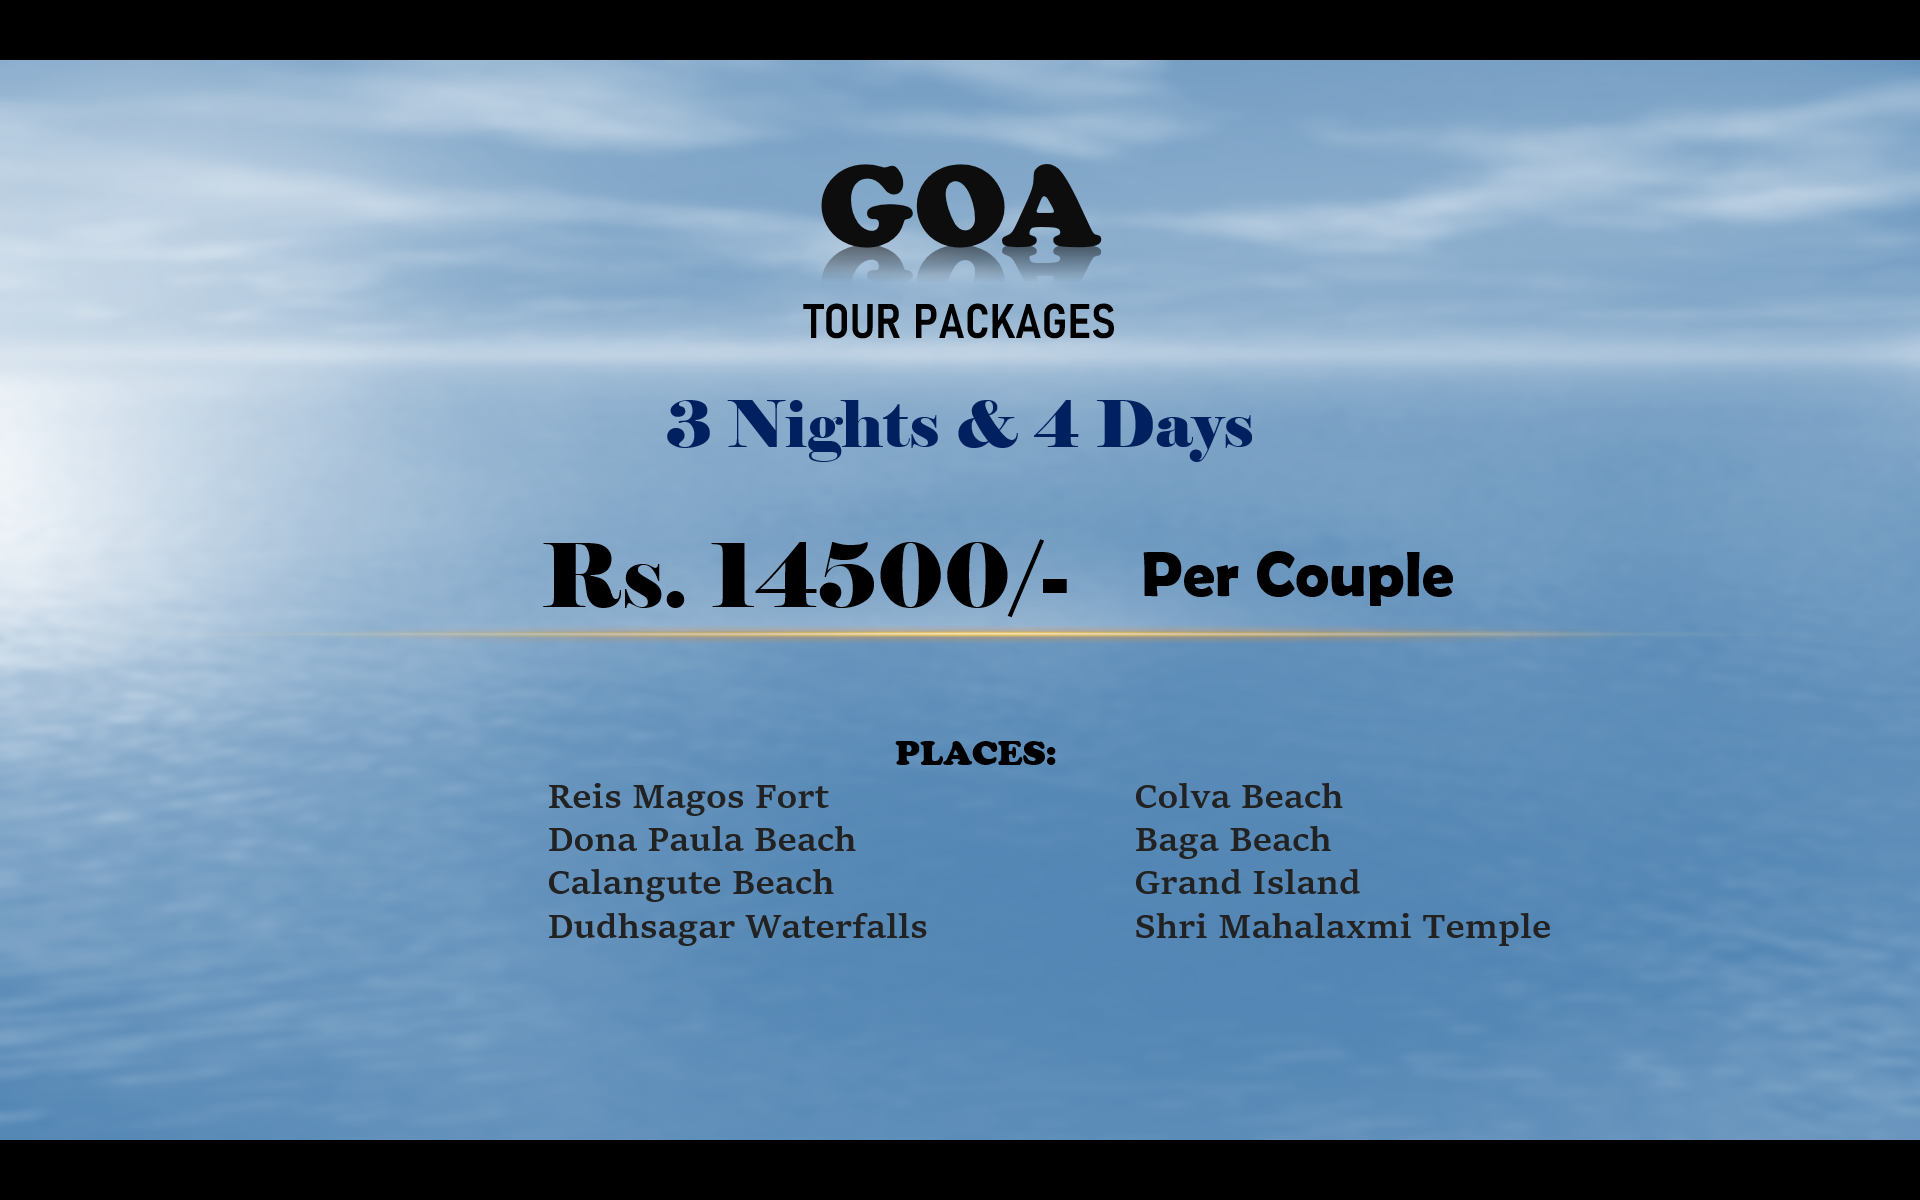 GOA
TOUR PACKAGES
3 Nights & 4 Days
Rs. 14500/- Per Couple
PLACES:
Reis Magos Fort
Dona Paula Beach
Calangute Beach
Dudhsagar Waterfalls
Colva Beach
Baga Beach
Grand Island
Shri Mahalaxmi Temple